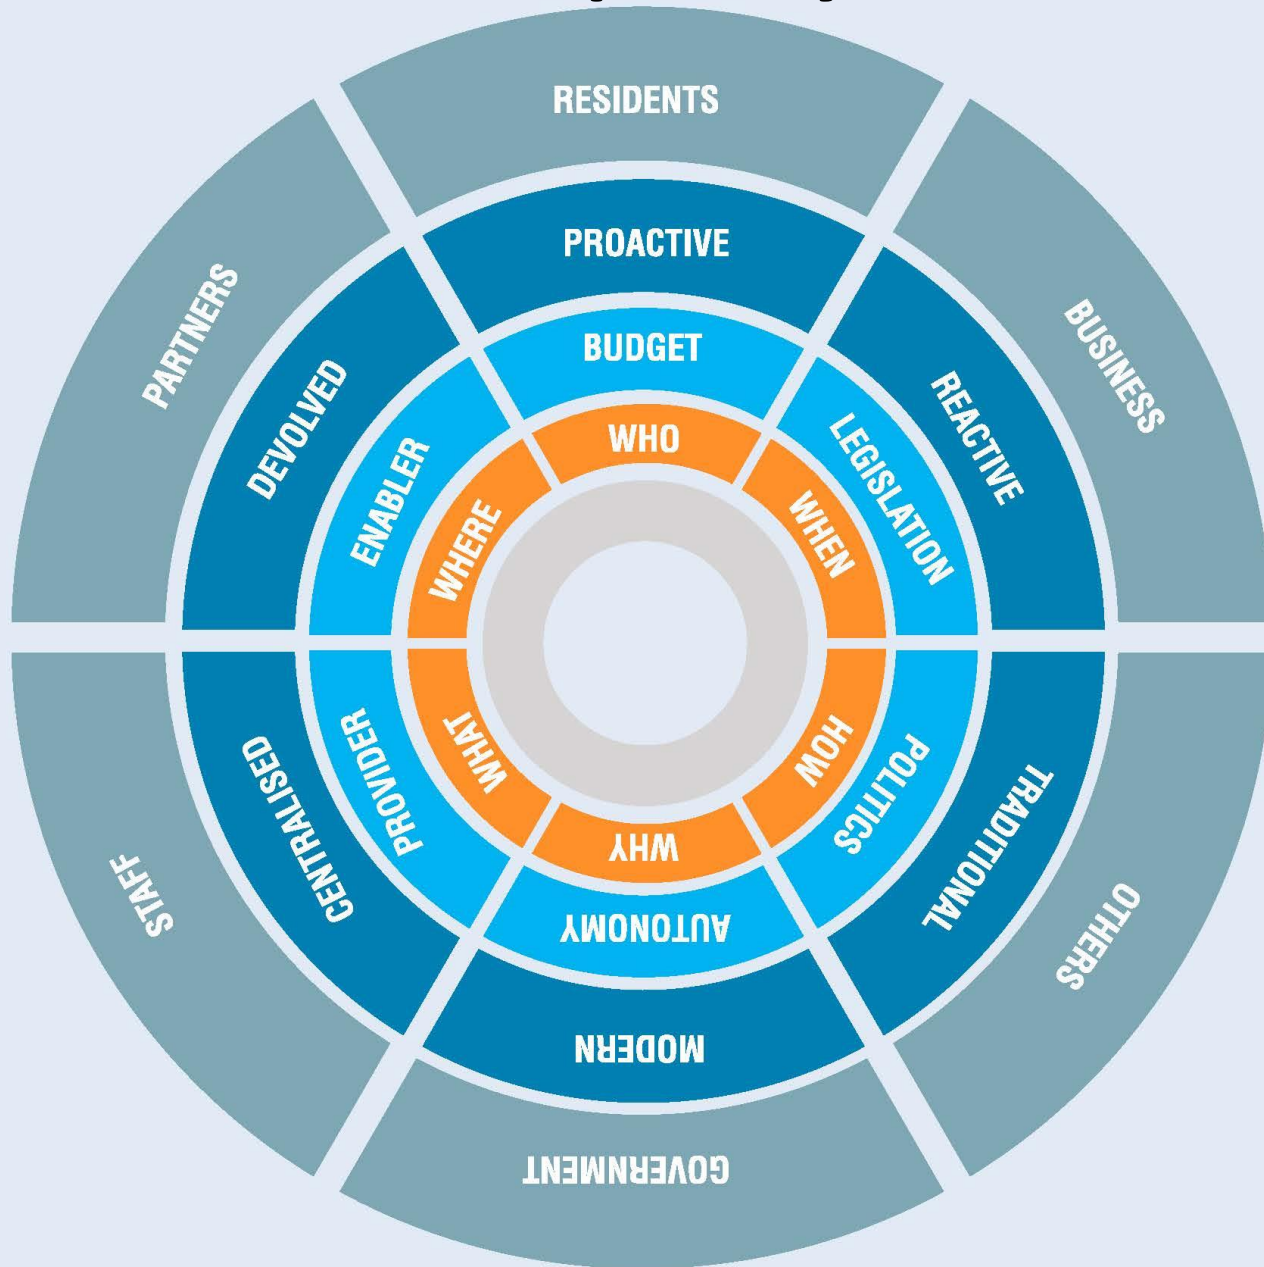 RESIDENTS
BUSINESS
OTHERS
GOVERNMENT
STAFF
PARTNERS
PROACTIVE
REACTIVE
TRADITIONAL
MODERN
CENTRALISED
DEVOLVED
BUDGET
LEGISLATION
POLITICS
AUTONOMY
PROVIDER
ENABLER
WHO
WHEN
HOW
WHY
WHAT
WHERE